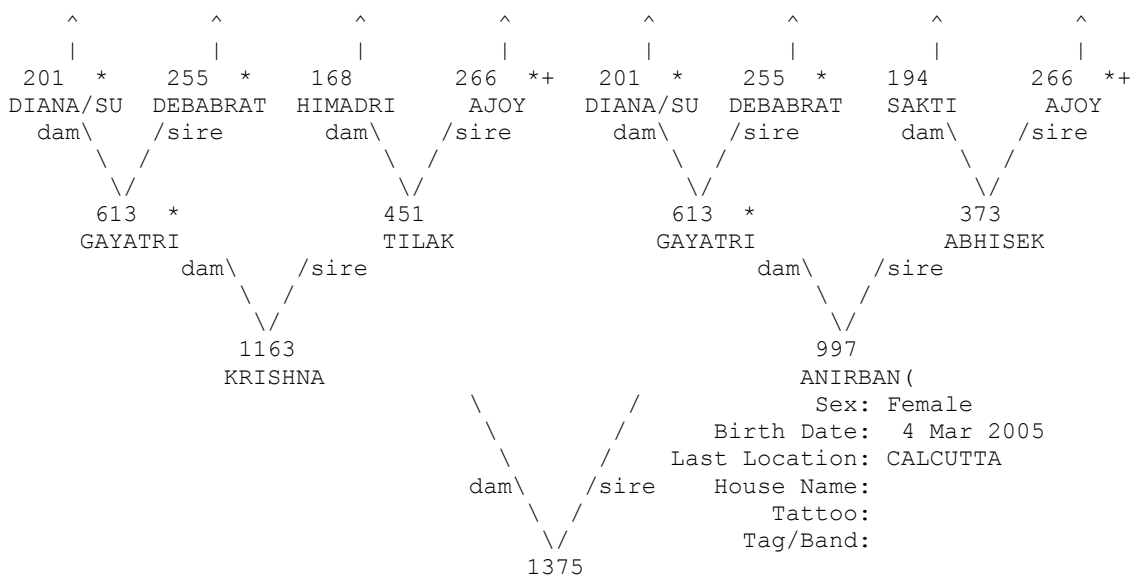 ^ ^ ^ ^ ^ ^ ^ ^
| | | | | | | |
201 * 255 * 168 266 *+ 201 * 255 * 194 266 *+
DIANA/SU DEBABRAT HIMADRI AJOY DIANA/SU DEBABRAT SAKTI AJOY
dam\ /sire dam\ /sire dam\ /sire dam\ /sire
\ / \ / \ / \ /
\/ \/ \/ \/
613 * 451 613 * 373
GAYATRI TILAK GAYATRI ABHISEK
dam\ /sire dam\ /sire
\ / \ /
\/ \/
1163 997
KRISHNA ANIRBAN(
\ / Sex: Female
\ / Birth Date: 4 Mar 2005
\ / Last Location: CALCUTTA
dam\ /sire House Name:
\ / Tattoo:
\/ Tag/Band:
1375